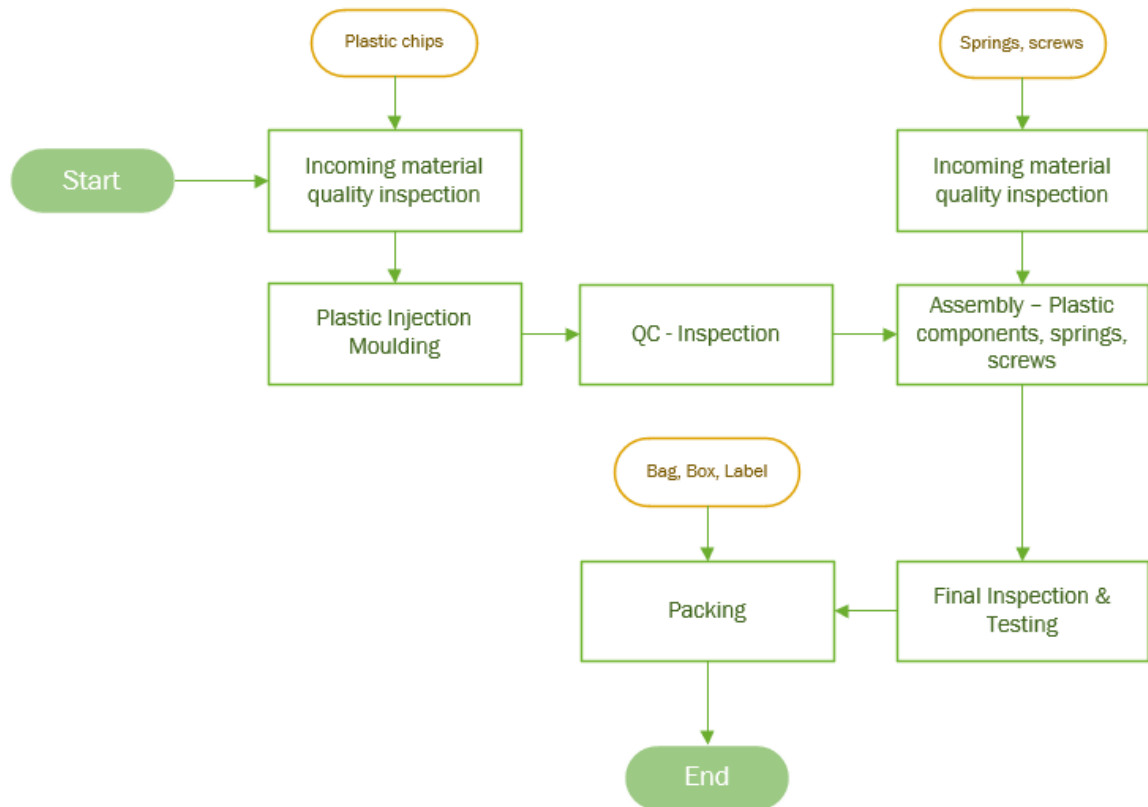 Plastic chips
Springs, screws
Start
Incoming material
quality inspection
Incoming material
quality inspection
Plastic Injection
Moulding
QC - Inspection
Assembly – Plastic
components, springs,
screws
Bag, Box, Label
Packing
Final Inspection &
Testing
End